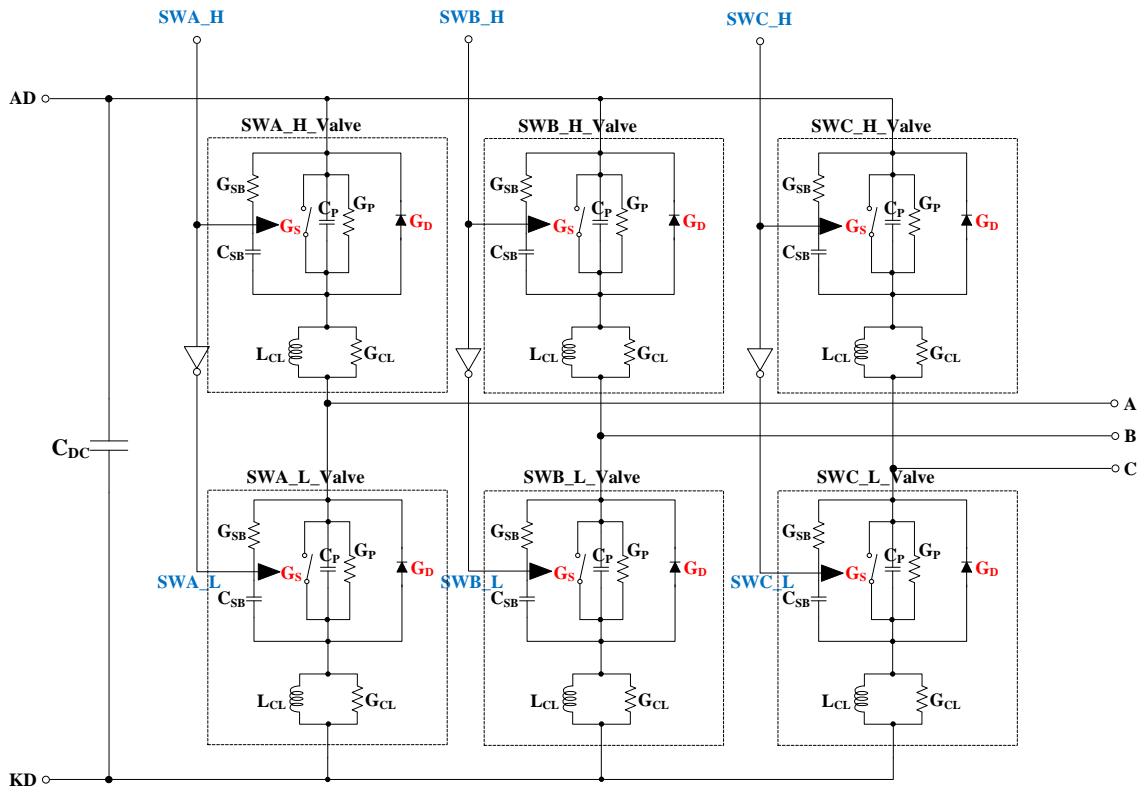 SWA_H
SWB_H
SWC_H
AD
SWA_H_Valve
SWB_H_Valve
SWC_H_Valve
GSB
CP
GP
GS
GD
CSB
LCL
GCL
GSB
CP
GP
GS
GD
CSB
LCL
GCL
GSB
CP
GP
GS
GD
CSB
LCL
GCL
A
B
C
CDC
SWA_L_Valve
SWB_L_Valve
SWC_L_Valve
GSB
CP
GP
GS
GD
SWA_L
CSB
LCL
GCL
GSB
CP
GP
GS
GD
SWB_L
CSB
LCL
GCL
GSB
CP
GP
GS
GD
SWC_L
CSB
LCL
GCL
KD